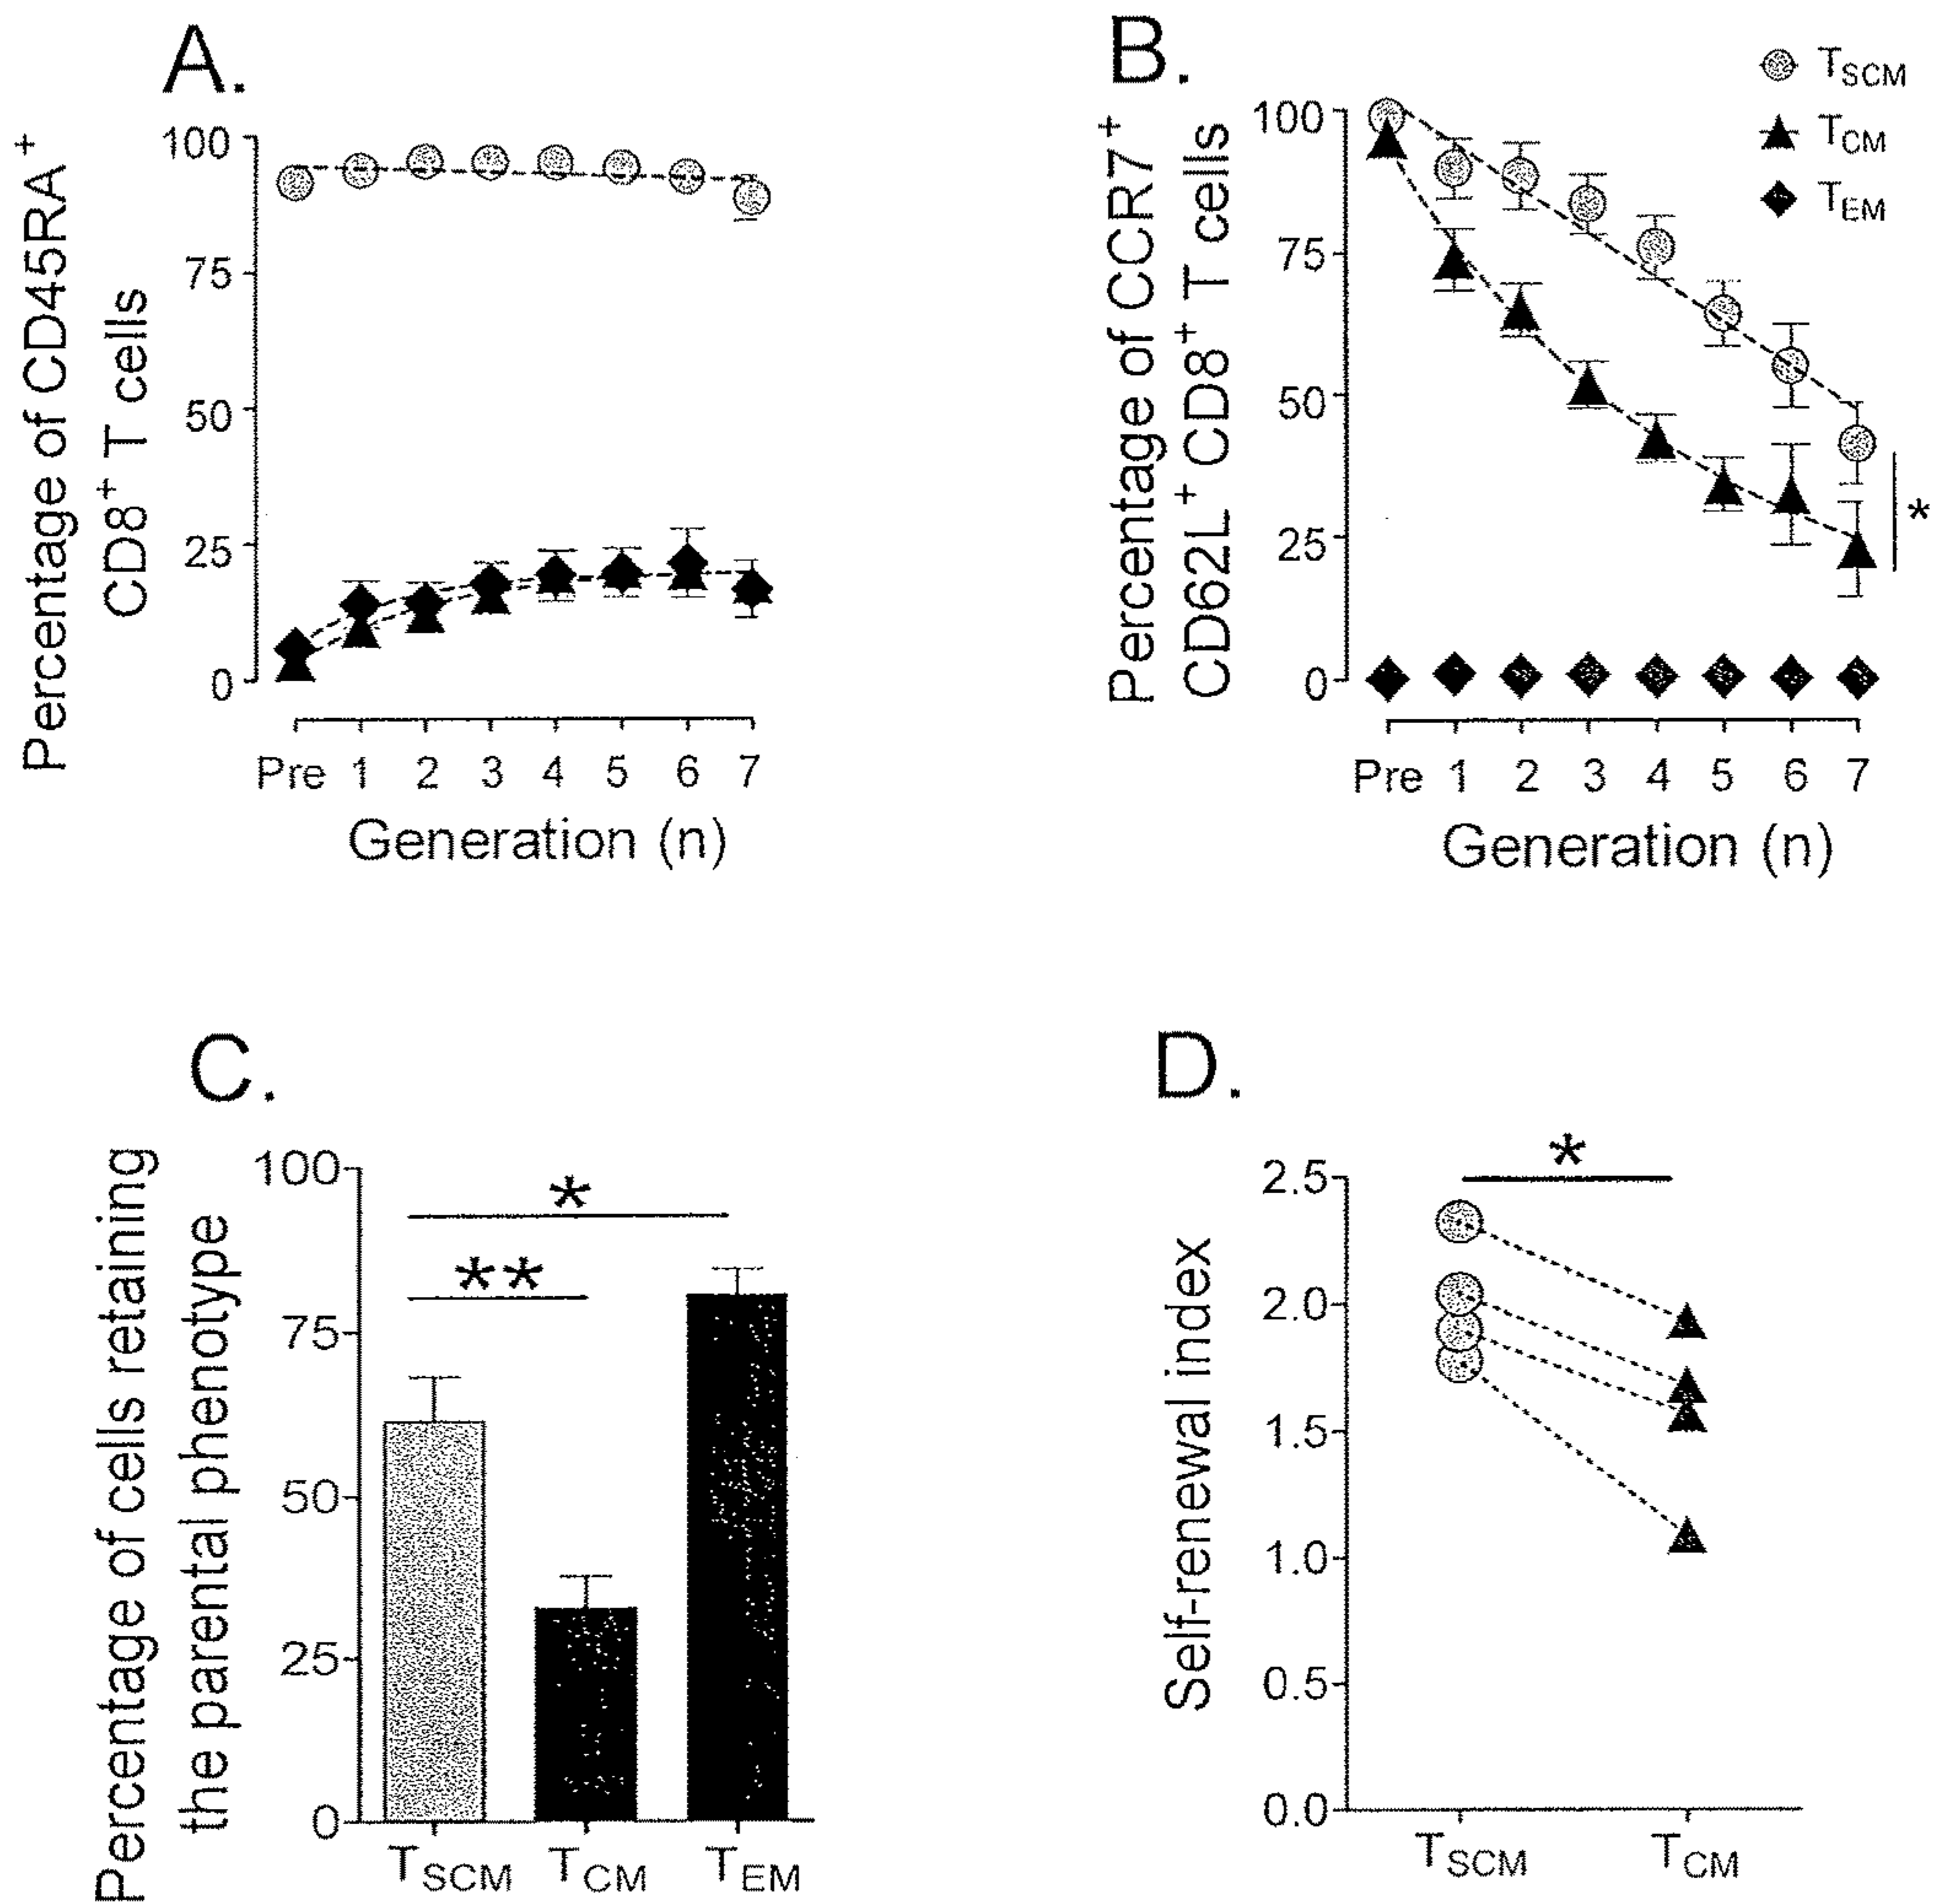 A.
Percentage of CD45RA⁺
CD8⁺ T cells
100
75
50
25
0
Pre 1 2 3 4 5 6 7
Generation (n)
B.
Percentage of CCR7⁺
CD62L⁺ CD8⁺ T cells
100
75
50
25
0
Pre 1 2 3 4 5 6 7
Generation (n)
TSCM
TCM
TEM
*
C.
Percentage of cells retaining
the parental phenotype
100
75
50
25
0
*
**
TSCM TCM TEM
D.
Self-renewal index
2.5
2.0
1.5
1.0
0.5
0.0
*
TSCM TCM